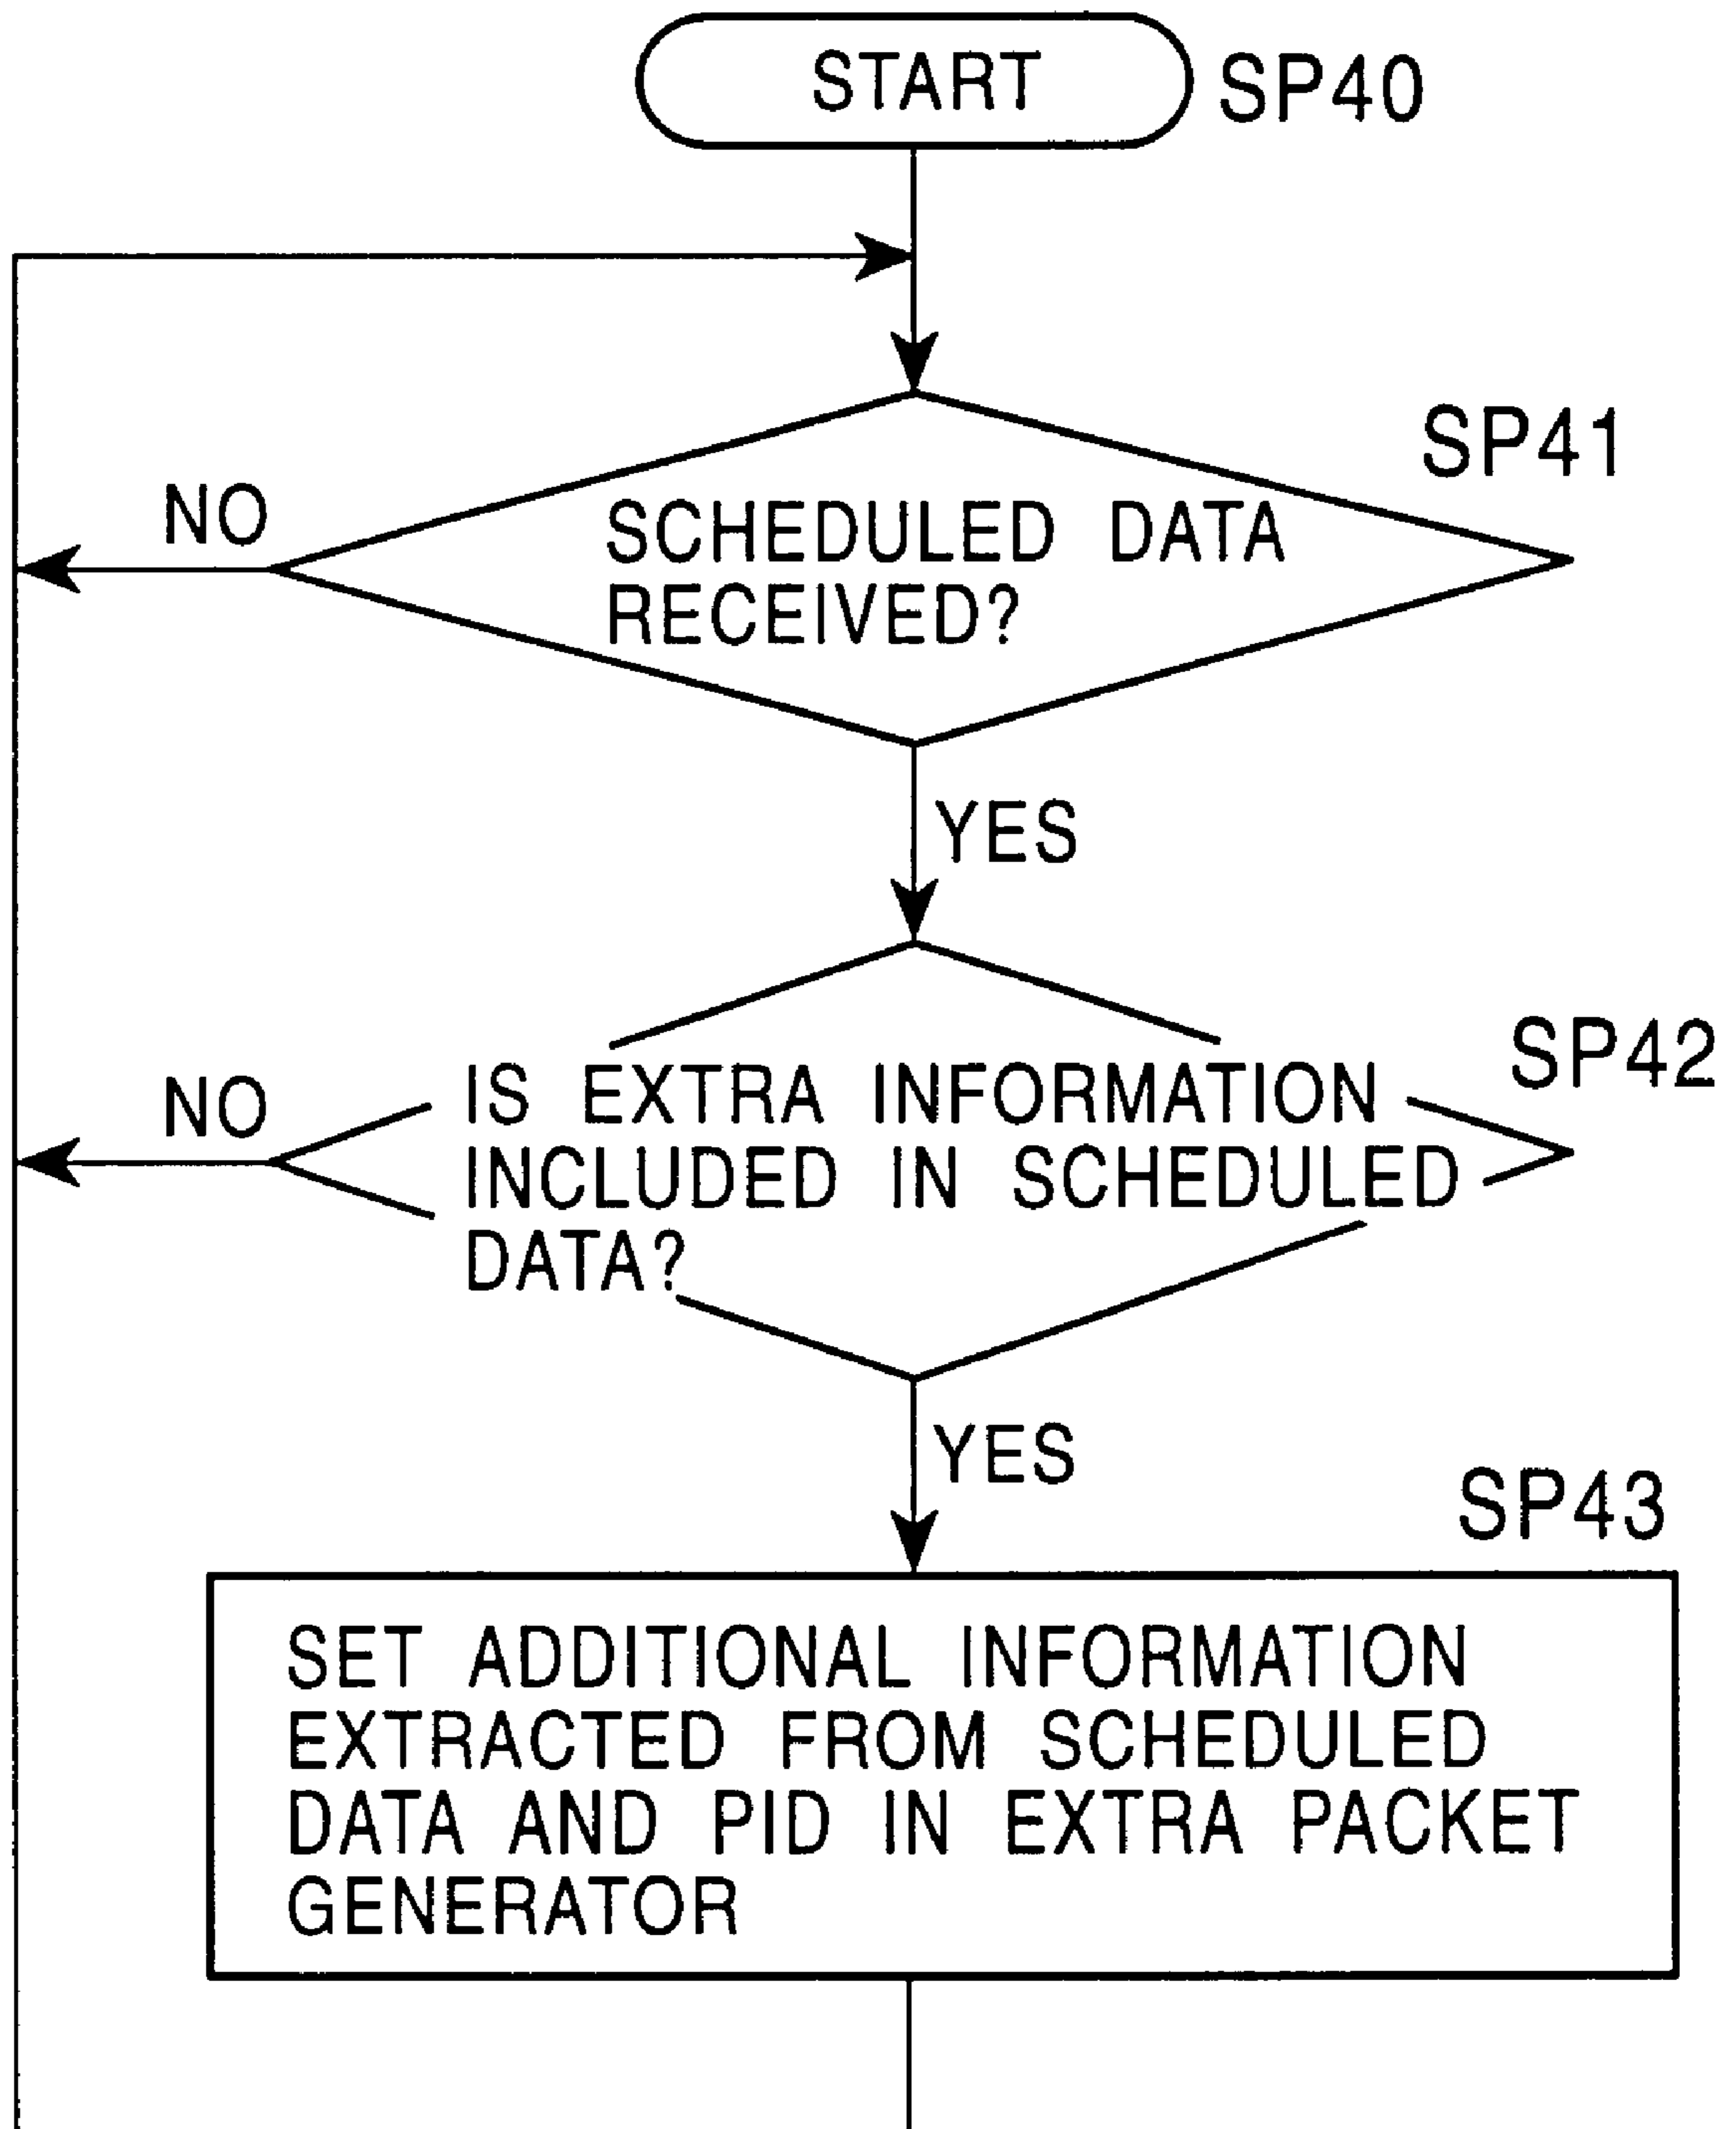 START
SP40
SP41
NO
SCHEDULED DATA
RECEIVED?
YES
SP42
NO
IS EXTRA INFORMATION
INCLUDED IN SCHEDULED
DATA?
YES
SP43
SET ADDITIONAL INFORMATION
EXTRACTED FROM SCHEDULED
DATA AND PID IN EXTRA PACKET
GENERATOR